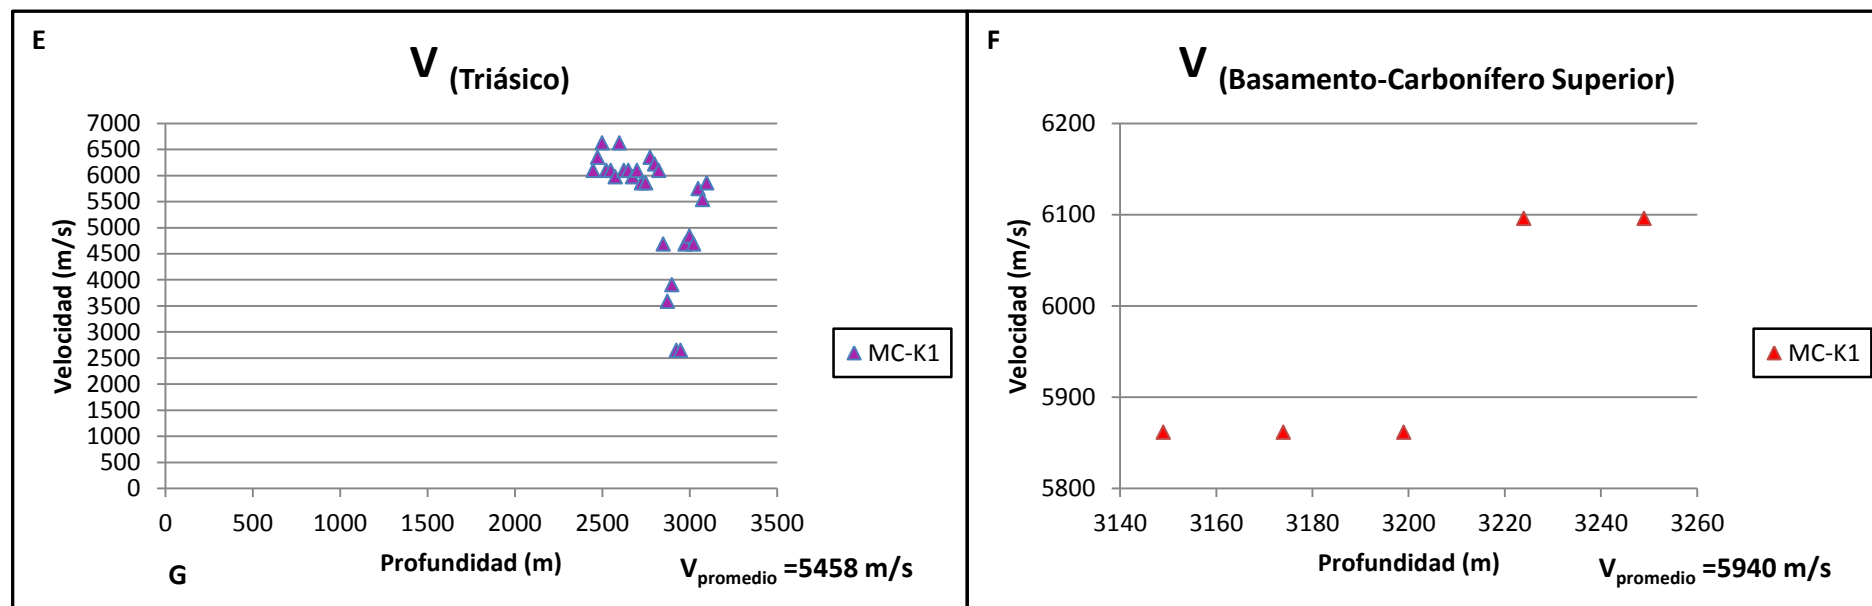 E
V (Triásico)
7000
6500
6000
5500
5000
4500
4000
3500
3000
2500
2000
1500
1000
500
0
Velocidad (m/s)
0 500 1000 1500 2000 2500 3000 3500
Profundidad (m)
MC-K1
G
Vpromedio =5458 m/s
F
V (Basamento-Carbonífero Superior)
6200
6100
6000
5900
5800
Velocidad (m/s)
3140 3160 3180 3200 3220 3240 3260
Profundidad (m)
MC-K1
Vpromedio =5940 m/s